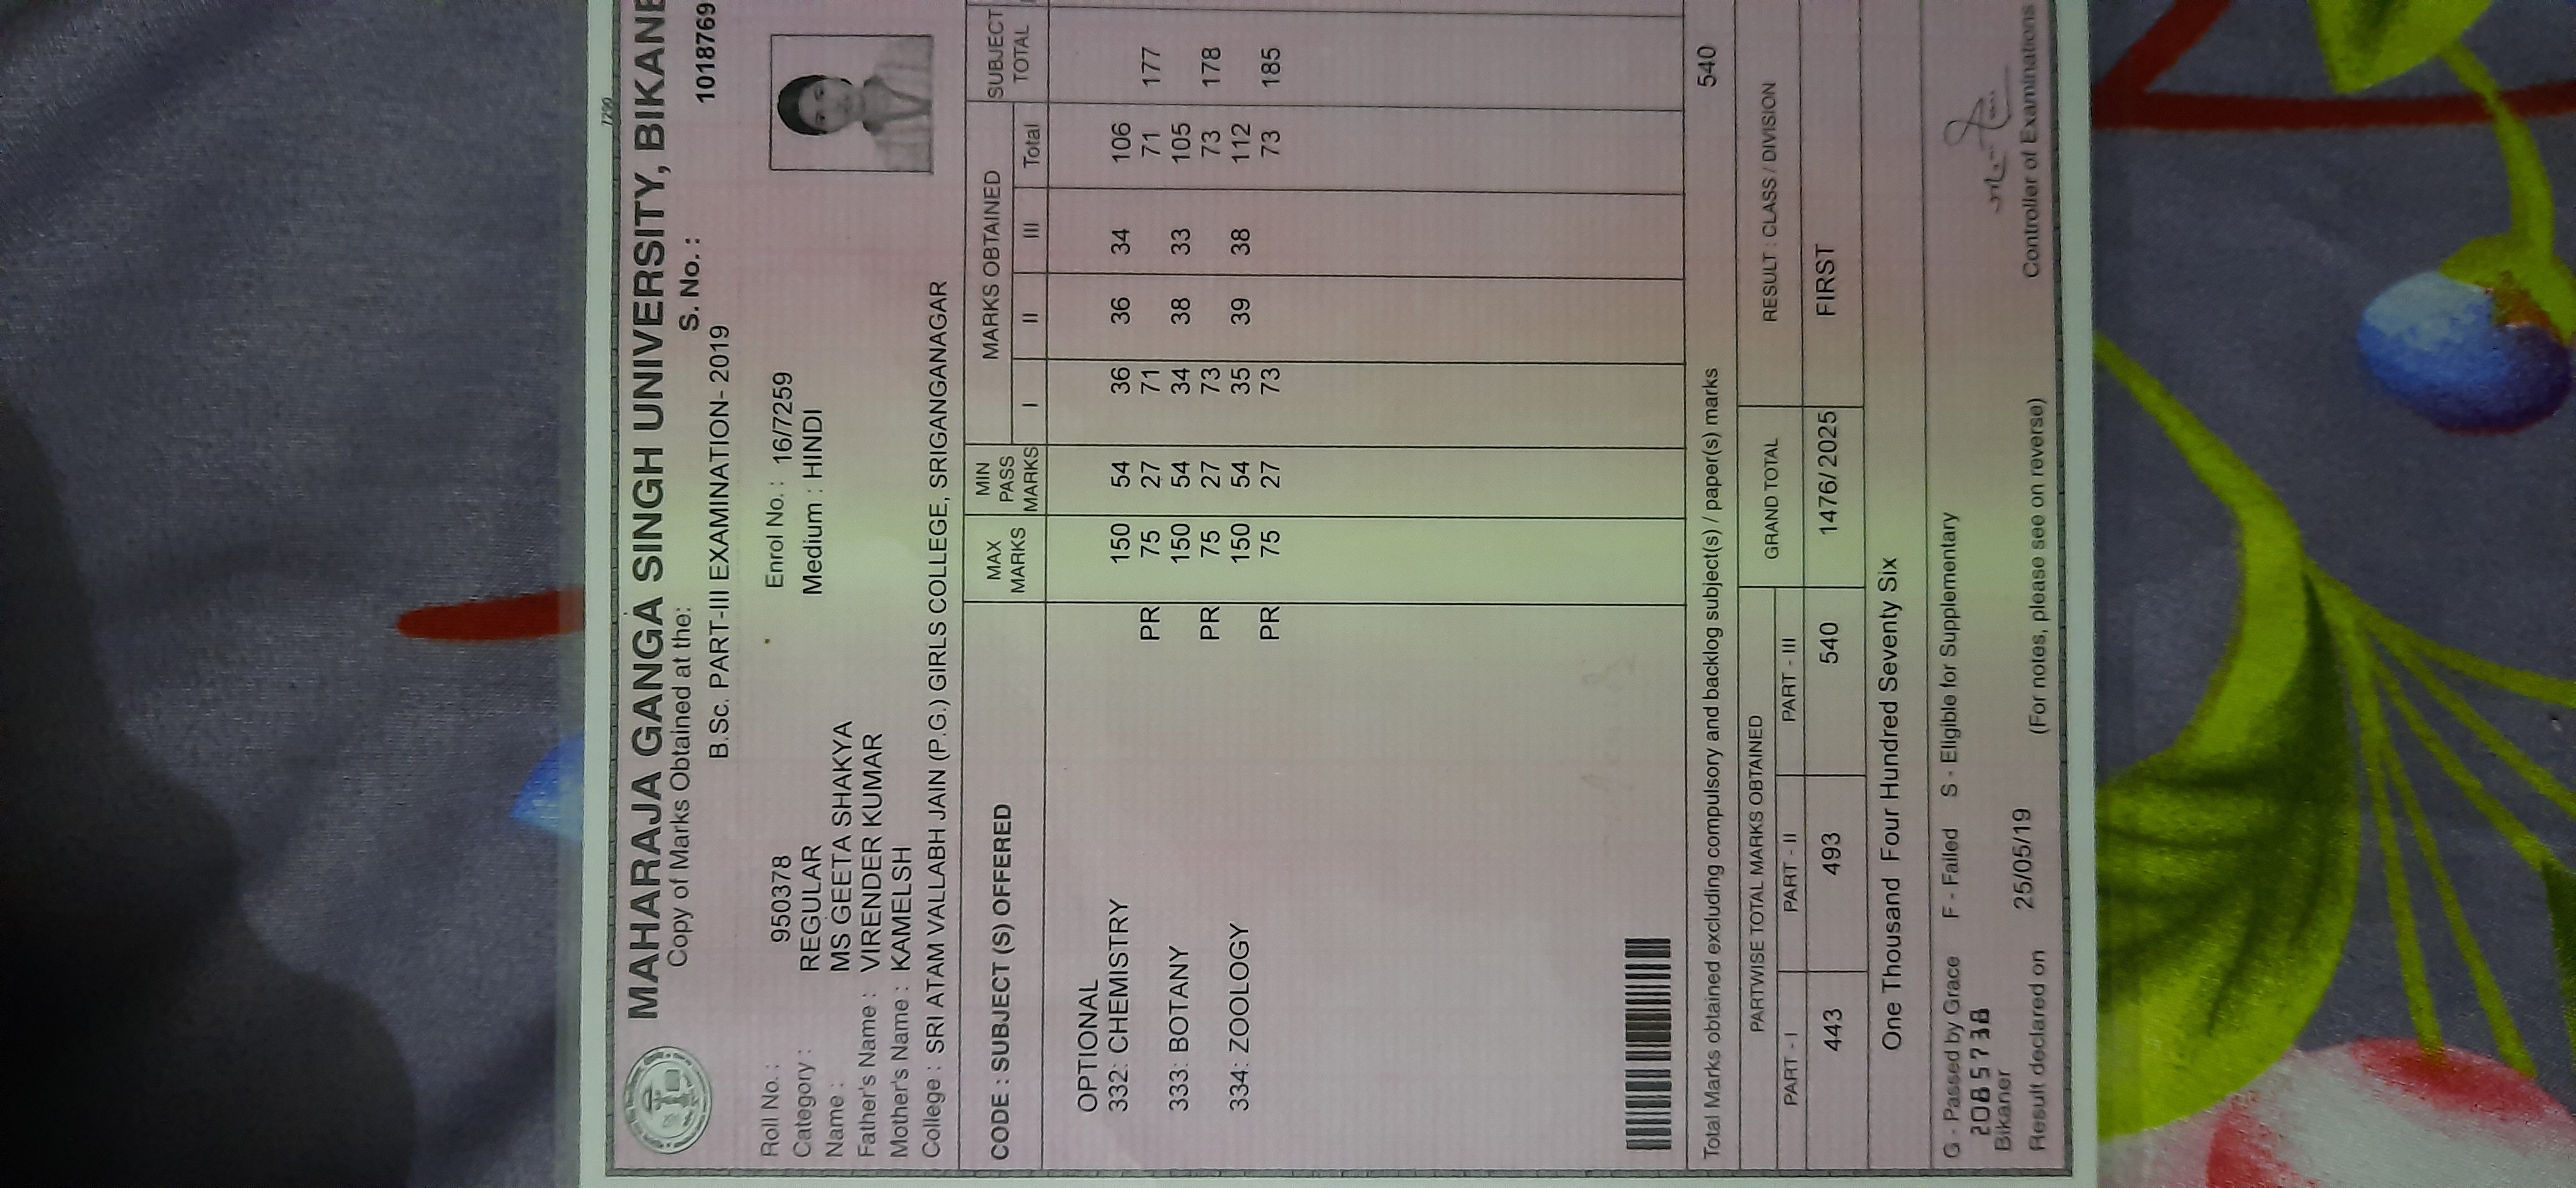 7290
MAHARAJA GANGA SINGH UNIVERSITY, BIKANE
Copy of Marks Obtained at the: S. No. : 1018769
B.Sc. PART-III EXAMINATION- 2019
Roll No. : 950378 Enrol No. : 16/7259
Category : REGULAR Medium : HINDI
Name : MS GEETA SHAKYA
Father's Name : VIRENDER KUMAR
Mother's Name : KAMELSH
College : SRI ATAM VALLABH JAIN (P.G.) GIRLS COLLEGE, SRIGANGANAGAR
CODE : SUBJECT (S) OFFERED MAX MARKS MIN PASS MARKS MARKS OBTAINED SUBJECT TOTAL
I II III Total
OPTIONAL
332: CHEMISTRY 150 54 36 36 34 106
PR 75 27 71 71 177
333: BOTANY 150 54 34 38 33 105
PR 75 27 73 73 178
334: ZOOLOGY 150 54 35 39 38 112
PR 75 27 73 73 185
Total Marks obtained excluding compulsory and backlog subject(s) / paper(s) marks 540
PARTWISE TOTAL MARKS OBTAINED GRAND TOTAL RESULT : CLASS / DIVISION
PART - I PART - II PART - III
443 493 540 1476/2025 FIRST
One Thousand Four Hundred Seventy Six
G - Passed by Grace F - Failed S - Eligible for Supplementary
2085738
Bikaner
Result declared on 25/05/19 (For notes, please see on reverse) Controller of Examinations